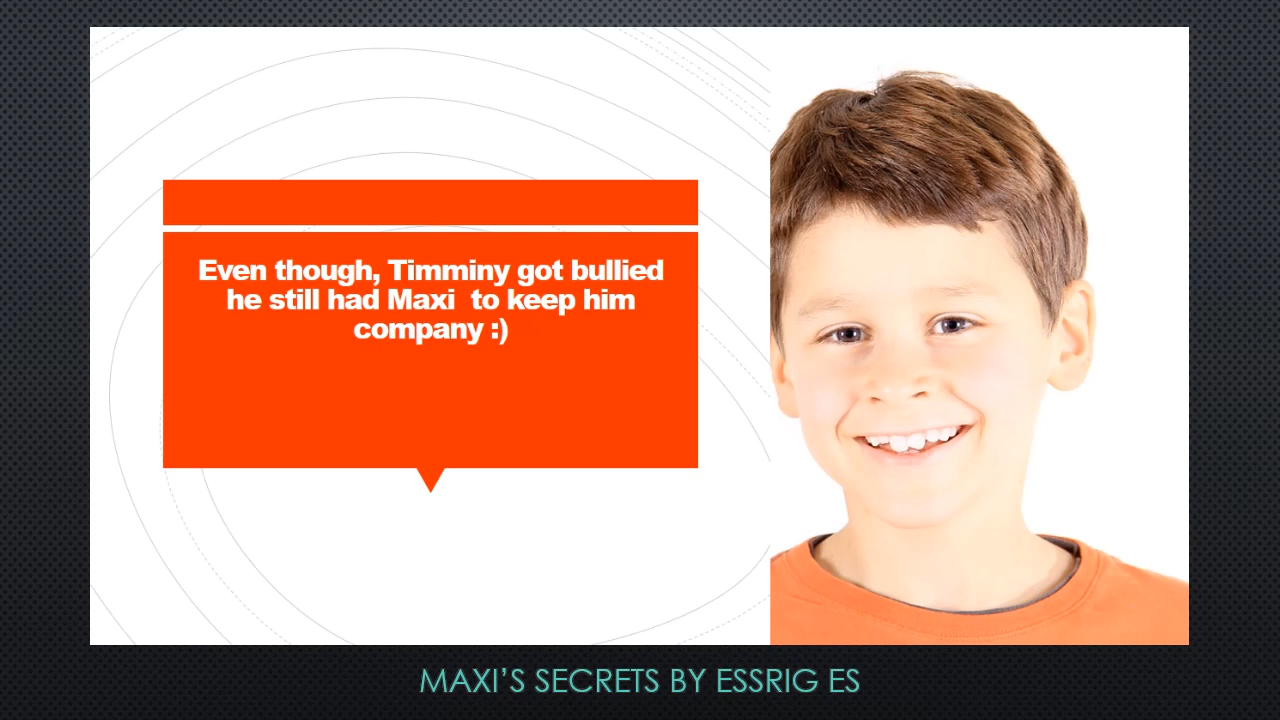 Even though, Timminy got bullied
he still had Maxi  to keep him
company :)
MAXI’S SECRETS BY ESSRIG ES